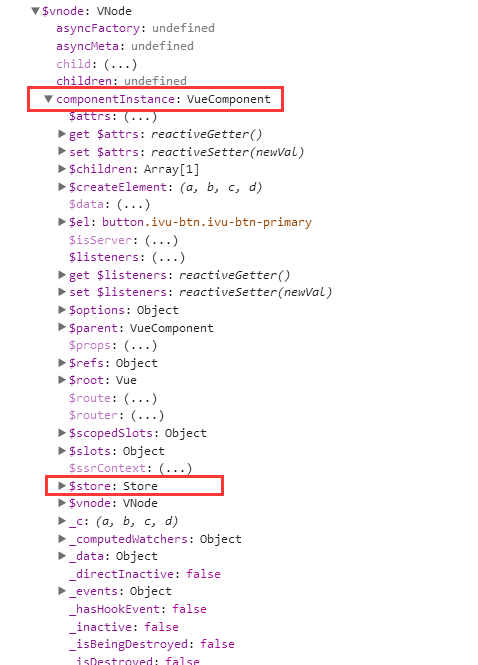 ▼$vnode: VNode
asyncFactory: undefined
asyncMeta: undefined
child: (...)
children: undefined
▼componentInstance: VueComponent
$attrs: (...)
▶get $attrs: reactiveGetter()
▶set $attrs: reactiveSetter(newVal)
▶$children: Array[1]
▶$createElement: (a, b, c, d)
$data: (...)
▶$el: button.ivu-btn.ivu-btn-primary
$isServer: (...)
$listeners: (...)
▶get $listeners: reactiveGetter()
▶set $listeners: reactiveSetter(newVal)
▶$options: Object
▶$parent: VueComponent
$props: (...)
▶$refs: Object
▶$root: Vue
$route: (...)
$router: (...)
▶$scopedSlots: Object
▶$slots: Object
$ssrContext: (...)
▶$store: Store
▶$vnode: VNode
▶_c: (a, b, c, d)
▶_computedWatchers: Object
▶_data: Object
_directInactive: false
▶_events: Object
_hasHookEvent: false
_inactive: false
_isBeingDestroyed: false
_isDestroyed: false